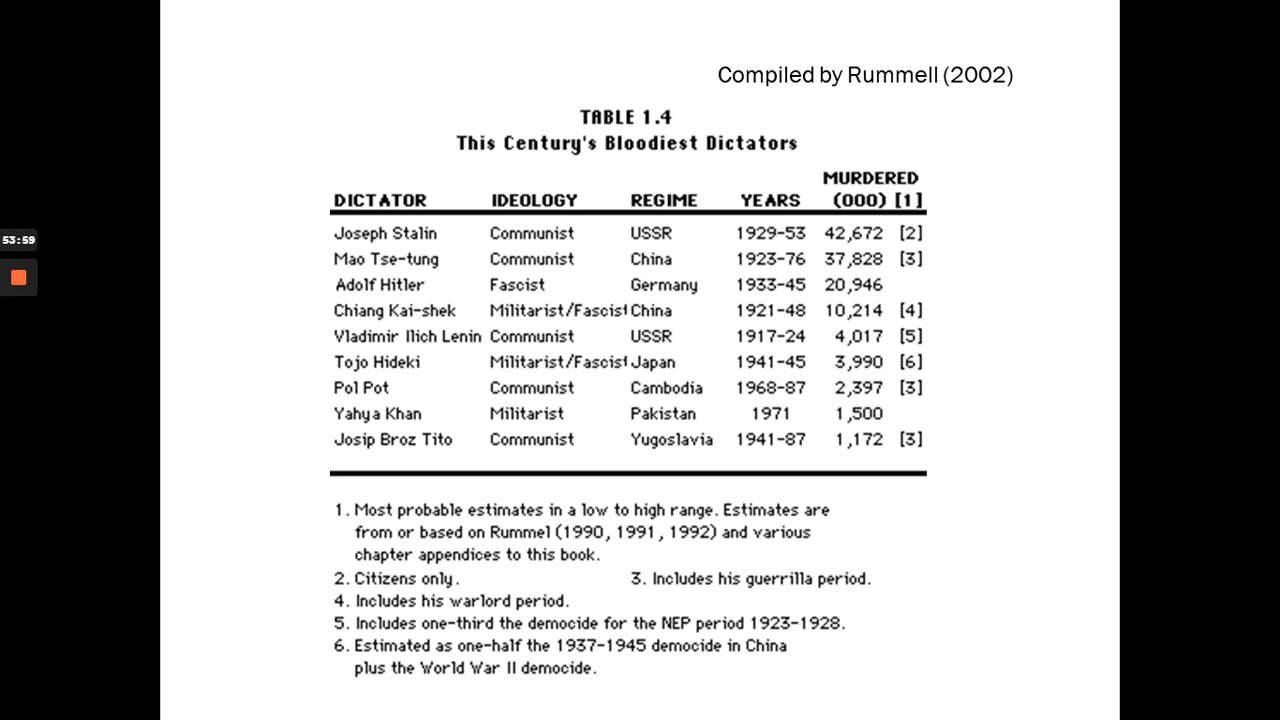 Compiled by Rummell (2002)
TABLE 1.4
This Century's Bloodiest Dictators
MURDERED
DICTATOR IDEOLOGY REGIME YEARS (000) [1]
53:59
Joseph Stalin Communist USSR 1929-53 42,672 [2]
Mao Tse-tung Communist China 1923-76 37,828 [3]
Adolf Hitler Fascist Germany 1933-45 20,946
Chiang Kai-shek Militarist/Fascist China 1921-48 10,214 [4]
Vladimir Ilich Lenin Communist USSR 1917-24 4,017 [5]
Tojo Hideki Militarist/Fascist Japan 1941-45 3,990 [6]
Pol Pot Communist Cambodia 1968-87 2,397 [3]
Yahya Khan Militarist Pakistan 1971 1,500
Josip Broz Tito Communist Yugoslavia 1941-87 1,172 [3]
1. Most probable estimates in a low to high range. Estimates are
from or based on Rummel (1990, 1991, 1992) and various
chapter appendices to this book.
2. Citizens only. 3. Includes his guerrilla period.
4. Includes his warlord period.
5. Includes one-third the democide for the NEP period 1923-1928.
6. Estimated as one-half the 1937-1945 democide in China
plus the World War II democide.